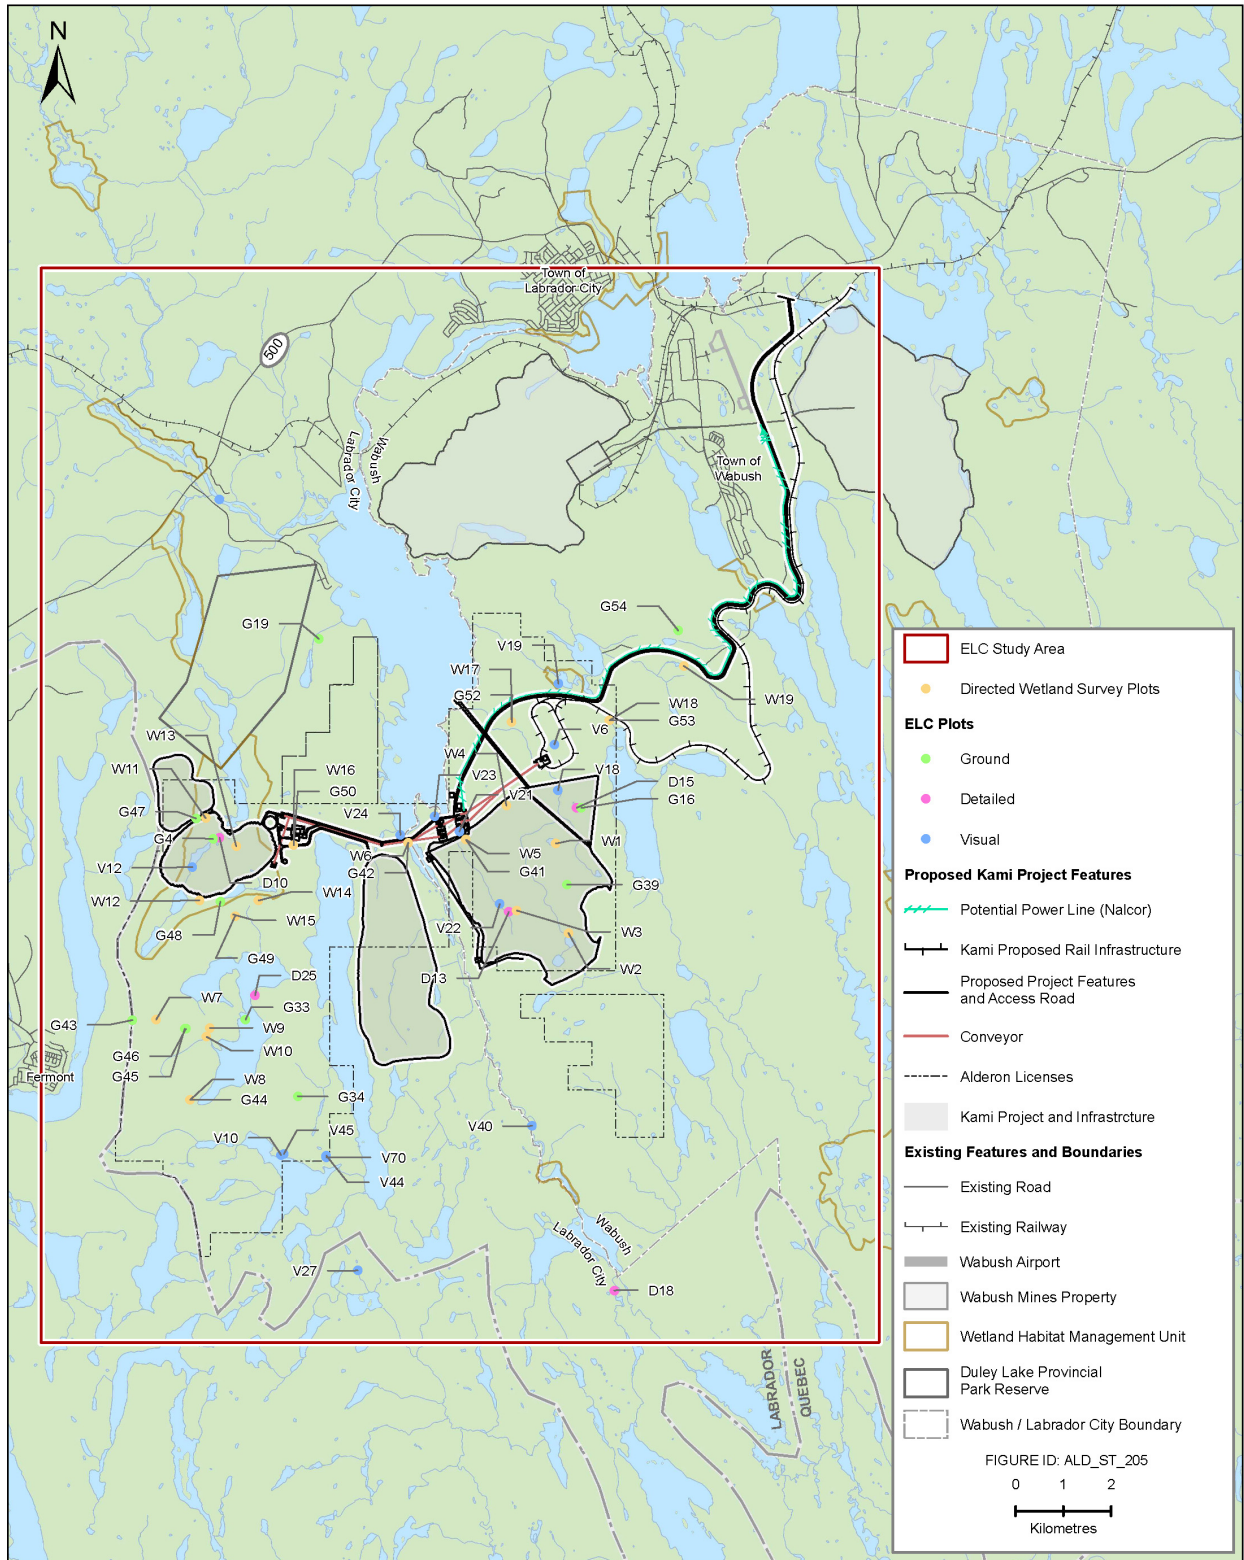 N
Town of
Labrador City
500
Labrador City
Wabush
Town of
Wabush
G54
G19
V19
W17
G52
W19
W18
G53
W13
V6
W4
W11
W16
V23
V18
G50
D15
G47
V21
G16
V24
G4
W1
W6
W5
V12
G42
G41
D10
G39
W14
W12
W15
V22
W3
G48
G49
W2
D25
D13
W7
G33
G43
W9
G46
W10
G45
Fermont
W8
G44
G34
V10
V45
V40
V70
V44
Wabush
Labrador City
V27
D18
LABRADOR
QUEBEC
ELC Study Area
Directed Wetland Survey Plots
ELC Plots
Ground
Detailed
Visual
Proposed Kami Project Features
Potential Power Line (Nalcor)
Kami Proposed Rail Infrastructure
Proposed Project Features
and Access Road
Conveyor
Alderon Licenses
Kami Project and Infrastrcture
Existing Features and Boundaries
Existing Road
Existing Railway
Wabush Airport
Wabush Mines Property
Wetland Habitat Management Unit
Duley Lake Provincial
Park Reserve
Wabush / Labrador City Boundary
FIGURE ID: ALD_ST_205
0 1 2
Kilometres